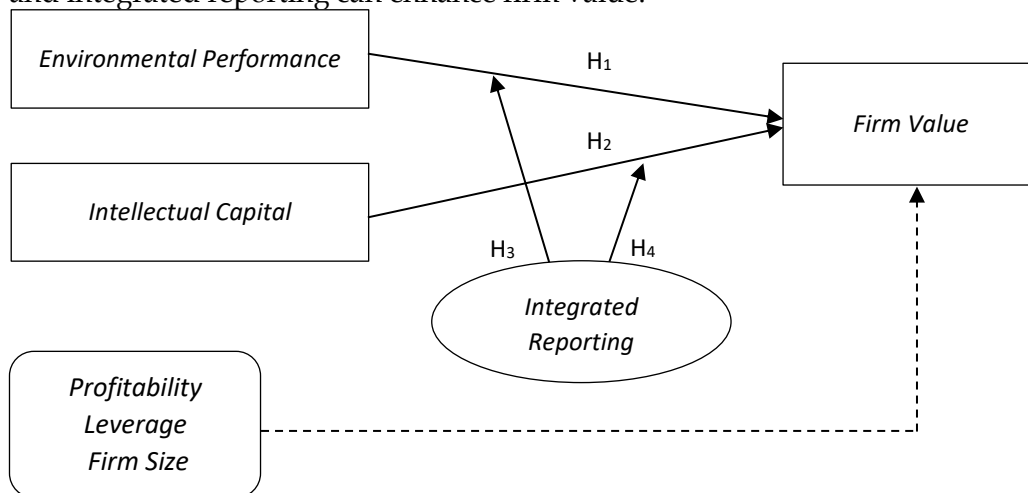 and integrated reporting can enhance firm value.
Environmental Performance
H1
Firm Value
H2
Intellectual Capital
H3
H4
Integrated
Reporting
Profitability
Leverage
Firm Size